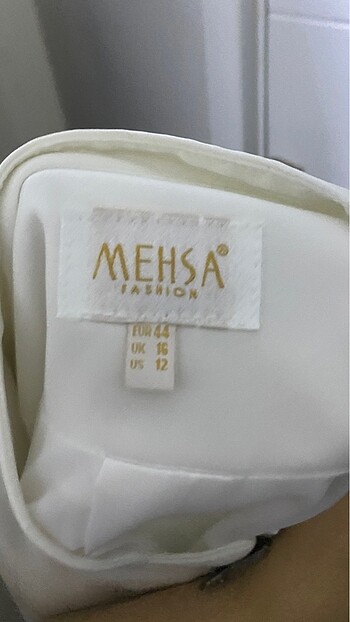 MEHSA®
FASHION
EUR 44
UK 16
US 12